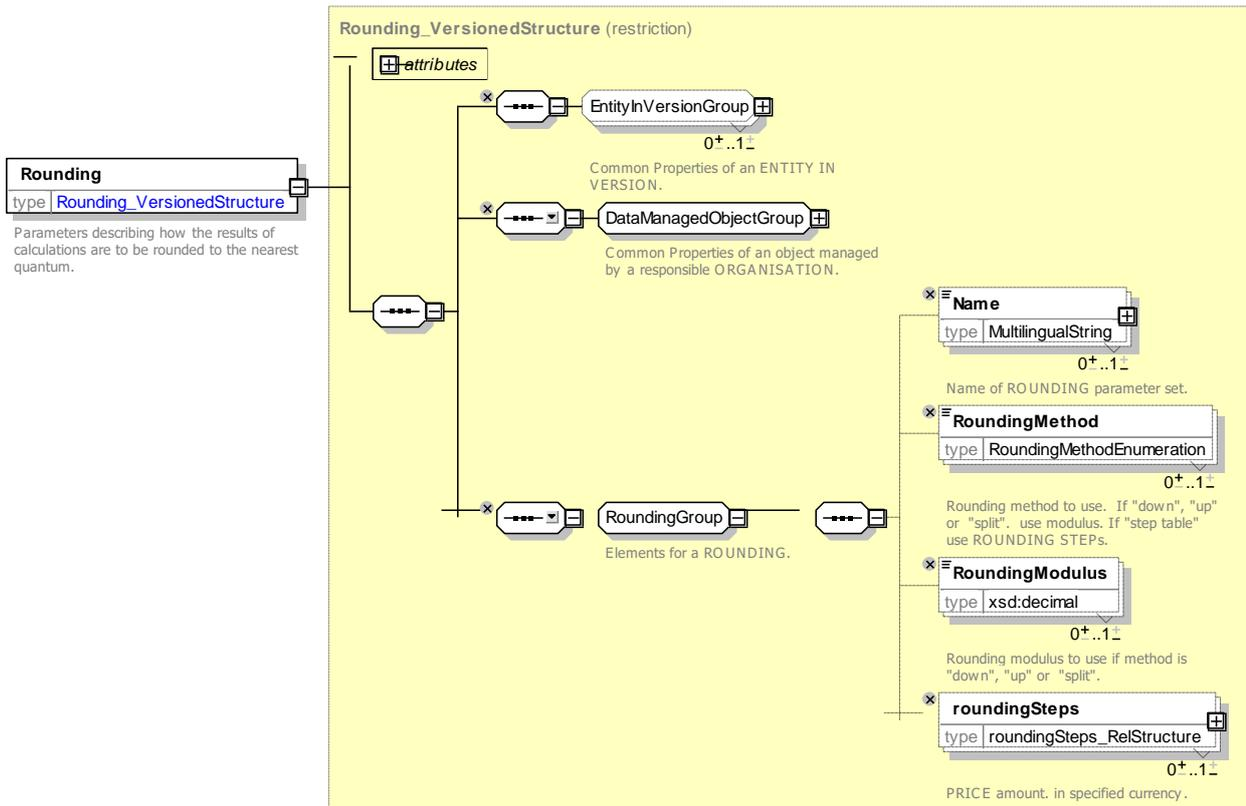 Rounding_VersionedStructure (restriction)
attributes
EntityInVersionGroup
0..1
Common Properties of an ENTITY IN
VERSION.
Rounding
type Rounding_VersionedStructure
Parameters describing how the results of
calculations are to be rounded to the nearest
quantum.
DataManagedObjectGroup
Common Properties of an object managed
by a responsible ORGANISATION.
Name
type MultilingualString
0..1
Name of ROUNDING parameter set.
RoundingMethod
type RoundingMethodEnumeration
0..1
Rounding method to use. If "down", "up"
or "split". use modulus. If "step table"
use ROUNDING STEPs.
RoundingGroup
Elements for a ROUNDING.
RoundingModulus
type xsd:decimal
0..1
Rounding modulus to use if method is
"down", "up" or "split".
roundingSteps
type roundingSteps_RelStructure
0..1
PRICE amount. in specified currency.